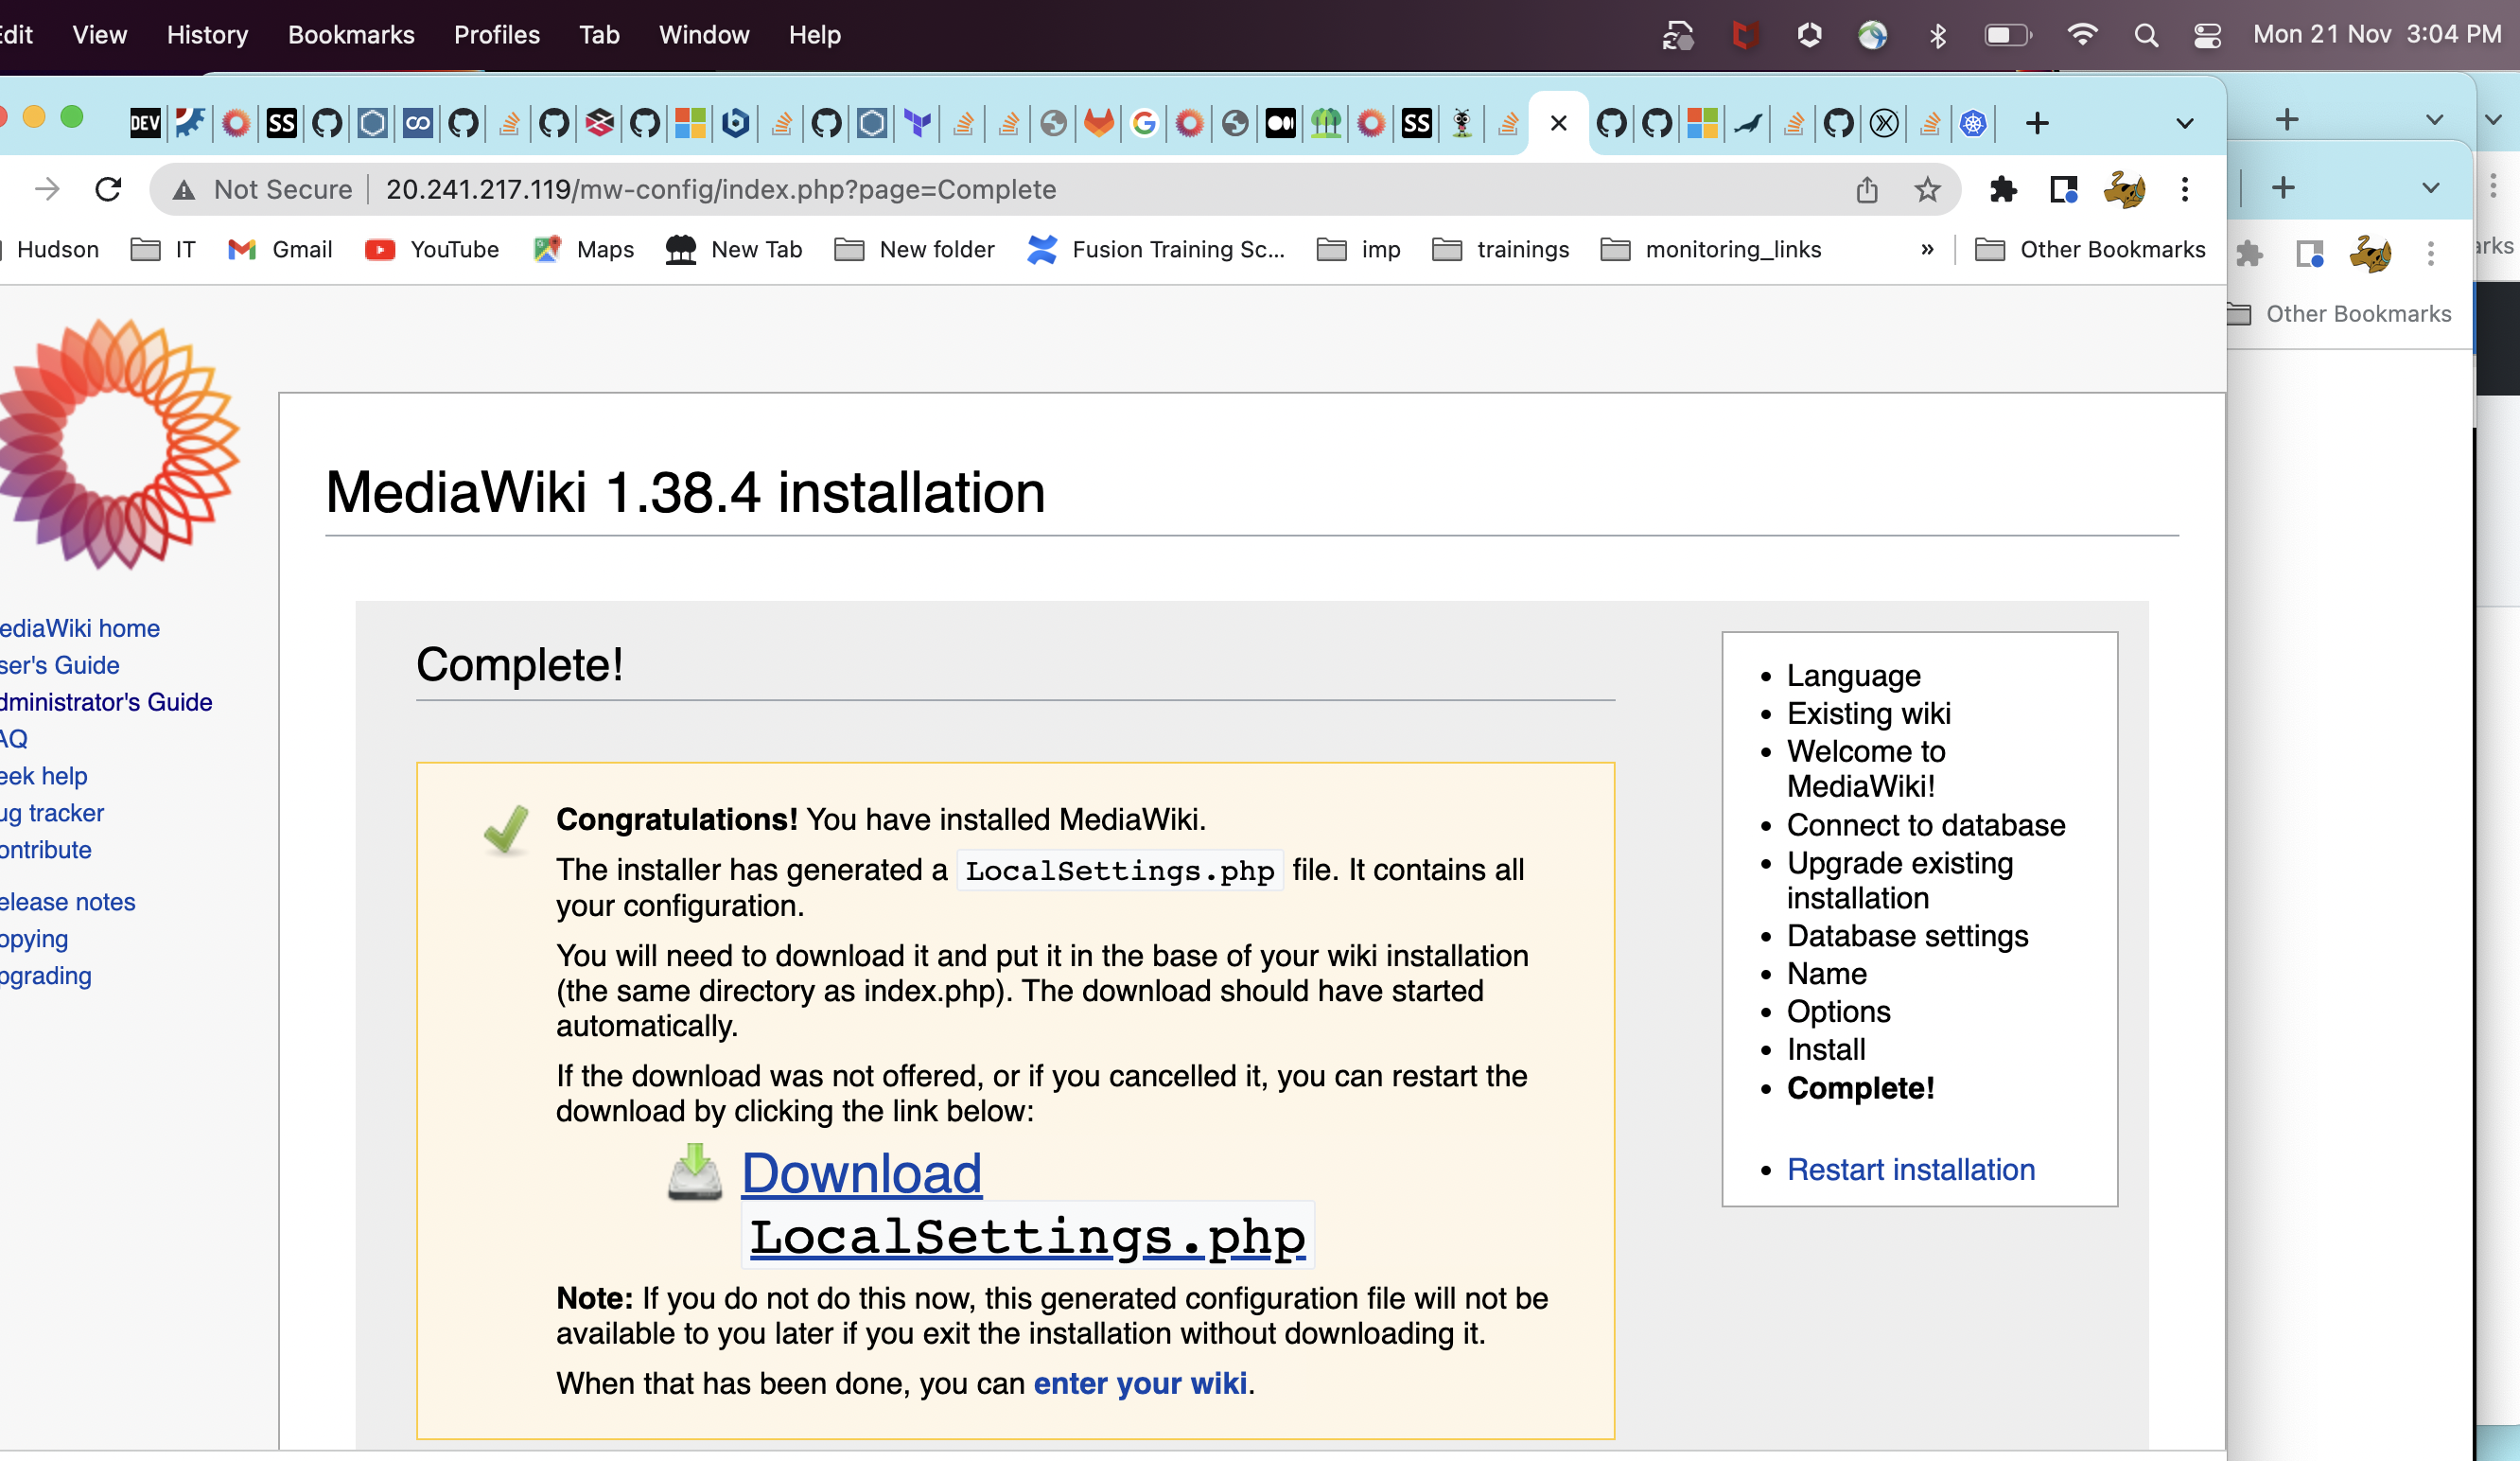 dit View History Bookmarks Profiles Tab Window Help Mon 21 Nov 3:04 PM
DEV SS SS
Not Secure 20.241.217.119/mw-config/index.php?page=Complete
Hudson IT Gmail YouTube Maps New Tab New folder Fusion Training Sc... imp trainings monitoring_links » Other Bookmarks
arks
Other Bookmarks
MediaWiki 1.38.4 installation
ediaWiki home
ser's Guide
dministrator's Guide
AQ
eek help
ug tracker
ontribute
elease notes
opying
pgrading
Complete!
Congratulations! You have installed MediaWiki.
The installer has generated a LocalSettings.php file. It contains all
your configuration.
You will need to download it and put it in the base of your wiki installation
(the same directory as index.php). The download should have started
automatically.
If the download was not offered, or if you cancelled it, you can restart the
download by clicking the link below:
Download
LocalSettings.php
Note: If you do not do this now, this generated configuration file will not be
available to you later if you exit the installation without downloading it.
When that has been done, you can enter your wiki.
• Language
• Existing wiki
• Welcome to
MediaWiki!
• Connect to database
• Upgrade existing
installation
• Database settings
• Name
• Options
• Install
• Complete!
• Restart installation